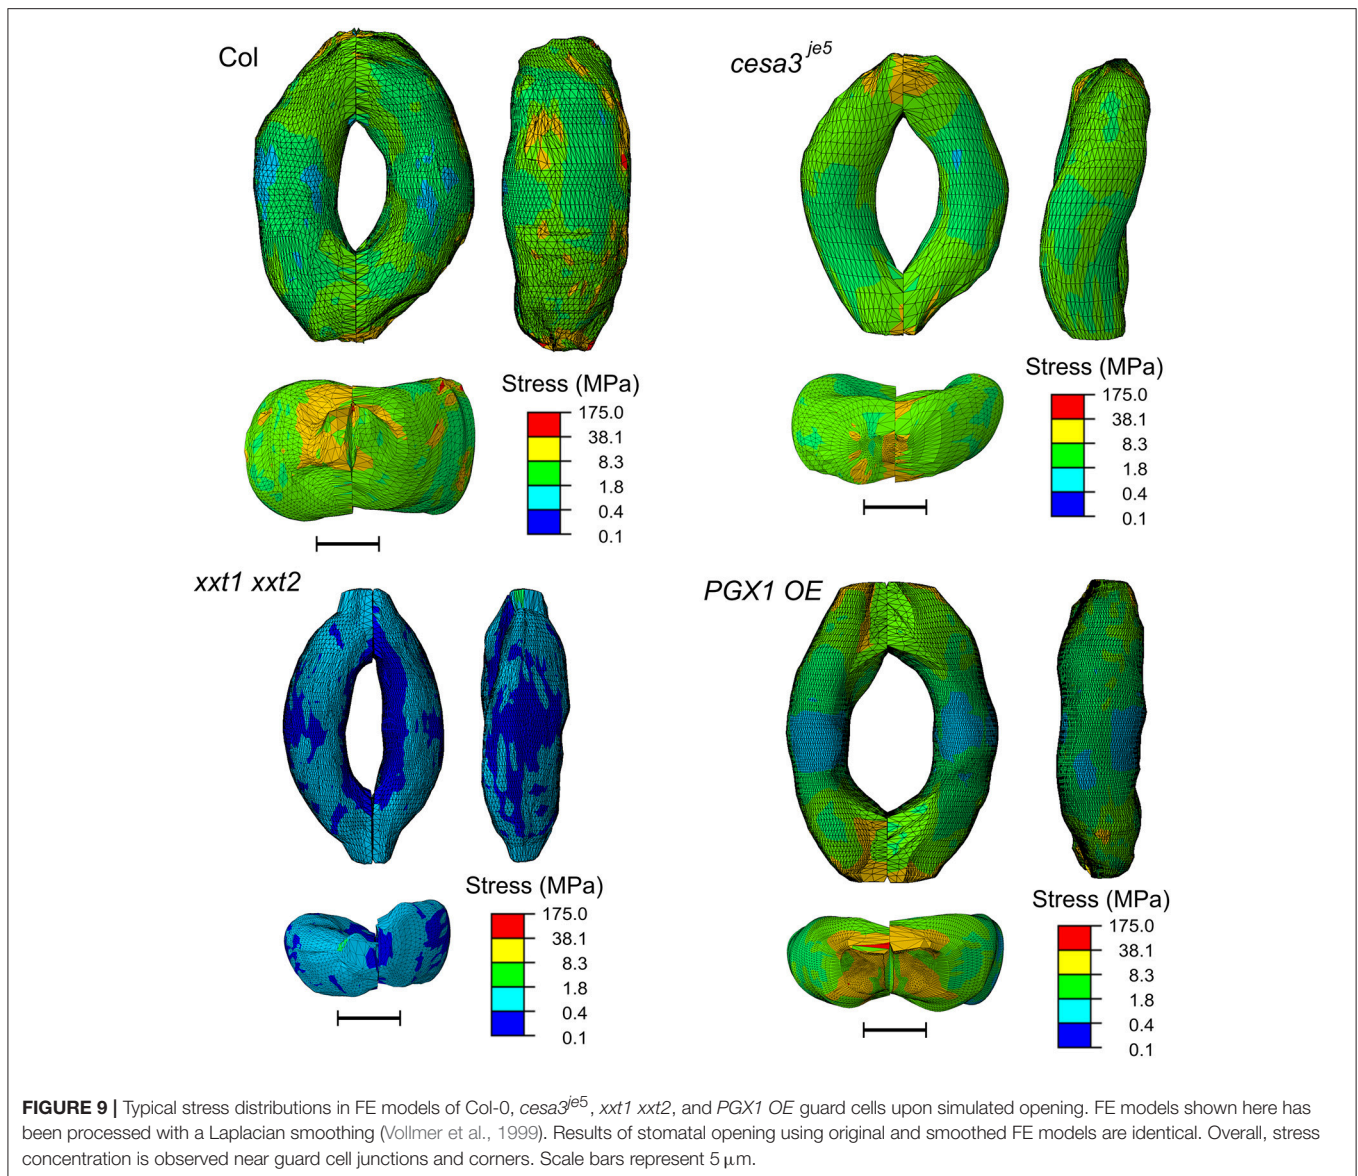 Col
cesa3^je5
Stress (MPa)
175.0
38.1
8.3
1.8
0.4
0.1
Stress (MPa)
175.0
38.1
8.3
1.8
0.4
0.1
xxt1 xxt2
PGX1 OE
Stress (MPa)
175.0
38.1
8.3
1.8
0.4
0.1
Stress (MPa)
175.0
38.1
8.3
1.8
0.4
0.1
FIGURE 9 | Typical stress distributions in FE models of Col-0, cesa3^je5, xxt1 xxt2, and PGX1 OE guard cells upon simulated opening. FE models shown here has
been processed with a Laplacian smoothing (Vollmer et al., 1999). Results of stomatal opening using original and smoothed FE models are identical. Overall, stress
concentration is observed near guard cell junctions and corners. Scale bars represent 5 μm.